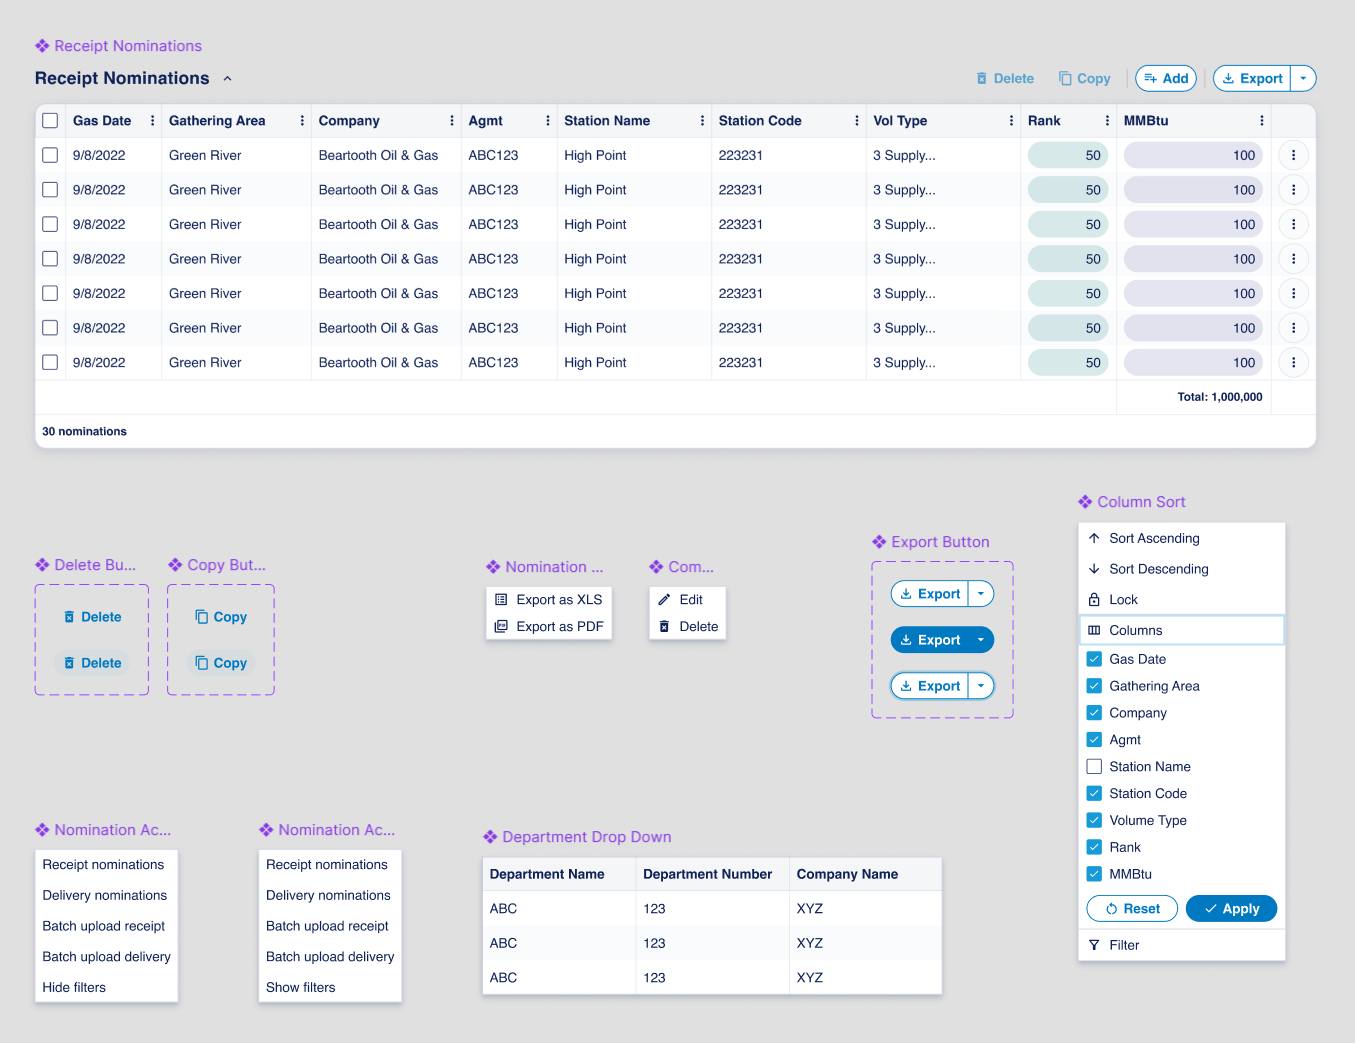 Receipt Nominations
Receipt Nominations
Delete Copy Add Export
Gas Date Gathering Area Company Agmt Station Name Station Code Vol Type Rank MMBtu
9/8/2022 Green River Beartooth Oil & Gas ABC123 High Point 223231 3 Supply... 50 100
9/8/2022 Green River Beartooth Oil & Gas ABC123 High Point 223231 3 Supply... 50 100
9/8/2022 Green River Beartooth Oil & Gas ABC123 High Point 223231 3 Supply... 50 100
9/8/2022 Green River Beartooth Oil & Gas ABC123 High Point 223231 3 Supply... 50 100
9/8/2022 Green River Beartooth Oil & Gas ABC123 High Point 223231 3 Supply... 50 100
9/8/2022 Green River Beartooth Oil & Gas ABC123 High Point 223231 3 Supply... 50 100
9/8/2022 Green River Beartooth Oil & Gas ABC123 High Point 223231 3 Supply... 50 100
Total: 1,000,000
30 nominations
Delete Bu...
Delete
Delete
Copy But...
Copy
Copy
Nomination ...
Export as XLS
Export as PDF
Com...
Edit
Delete
Export Button
Export
Export
Export
Column Sort
Sort Ascending
Sort Descending
Lock
Columns
Gas Date
Gathering Area
Company
Agmt
Station Name
Station Code
Volume Type
Rank
MMBtu
Reset Apply
Filter
Nomination Ac...
Receipt nominations
Delivery nominations
Batch upload receipt
Batch upload delivery
Hide filters
Nomination Ac...
Receipt nominations
Delivery nominations
Batch upload receipt
Batch upload delivery
Show filters
Department Drop Down
Department Name Department Number Company Name
ABC 123 XYZ
ABC 123 XYZ
ABC 123 XYZ